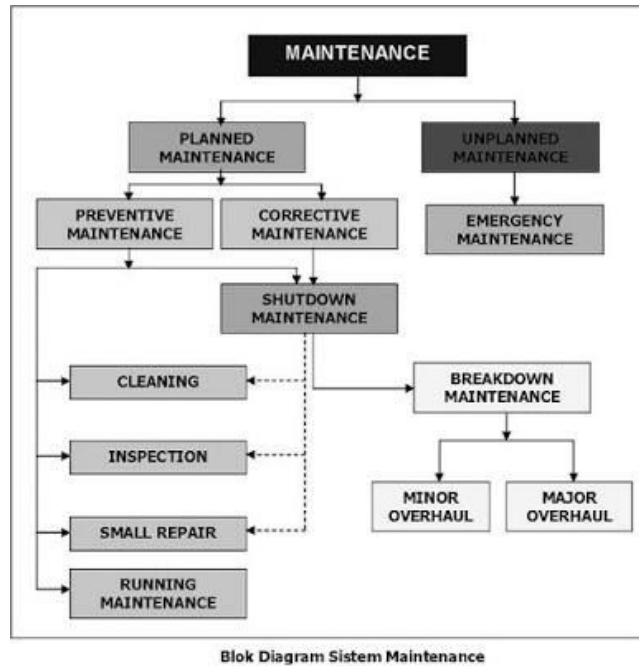 MAINTENANCE
PLANNED
MAINTENANCE
UNPLANNED
MAINTENANCE
PREVENTIVE
MAINTENANCE
CORRECTIVE
MAINTENANCE
EMERGENCY
MAINTENANCE
SHUTDOWN
MAINTENANCE
CLEANING
BREAKDOWN
MAINTENANCE
INSPECTION
MINOR
OVERHAUL
MAJOR
OVERHAUL
SMALL REPAIR
RUNNING
MAINTENANCE
Blok Diagram Sistem Maintenance